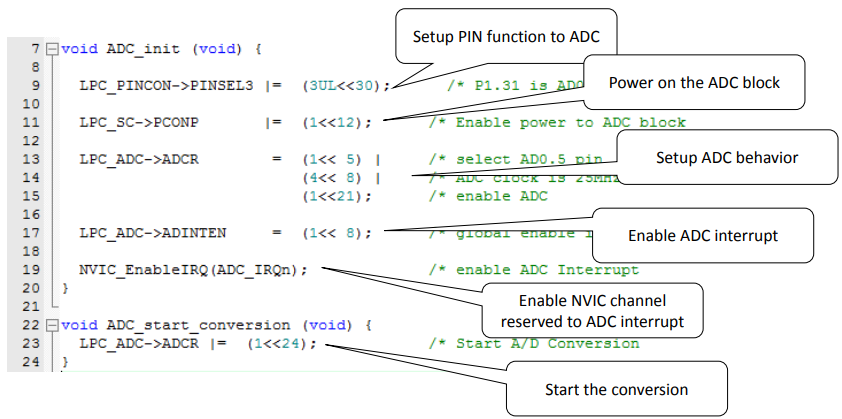 Setup PIN function to ADC
7 void ADC_init (void) {
8
9 LPC_PINCON->PINSEL3 |= (3UL<<30); /* P1.31 is AD0
Power on the ADC block
10
11 LPC_SC->PCONP |= (1<<12); /* Enable power to ADC block
12
13 LPC_ADC->ADCR = (1<< 5) | /* select AD0.5 pin
Setup ADC behavior
14 (4<< 8) | /* ADC clock is 25MHz
15 (1<<21); /* enable ADC
16
17 LPC_ADC->ADINTEN = (1<< 8); /* global enable
Enable ADC interrupt
18
19 NVIC_EnableIRQ(ADC_IRQn); /* enable ADC Interrupt
20 }
Enable NVIC channel
reserved to ADC interrupt
21
22 void ADC_start_conversion (void) {
23 LPC_ADC->ADCR |= (1<<24); /* Start A/D Conversion
24 }
Start the conversion